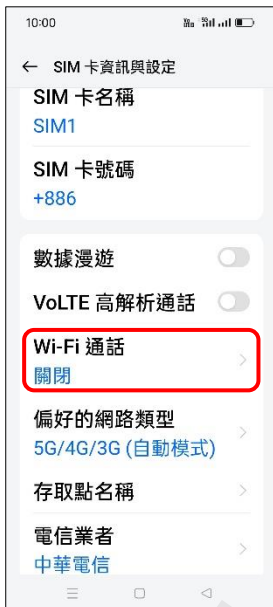 10:00
← SIM 卡資訊與設定
SIM 卡名稱
SIM1
SIM 卡號碼
+886
數據漫遊
VoLTE 高解析通話
Wi-Fi 通話
關閉
偏好的網路類型
5G/4G/3G (自動模式)
存取點名稱
電信業者
中華電信